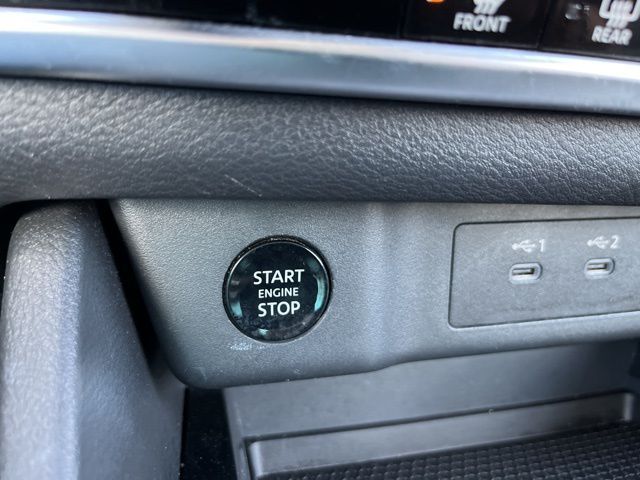 FRONT
REAR
1
2
START
ENGINE
STOP